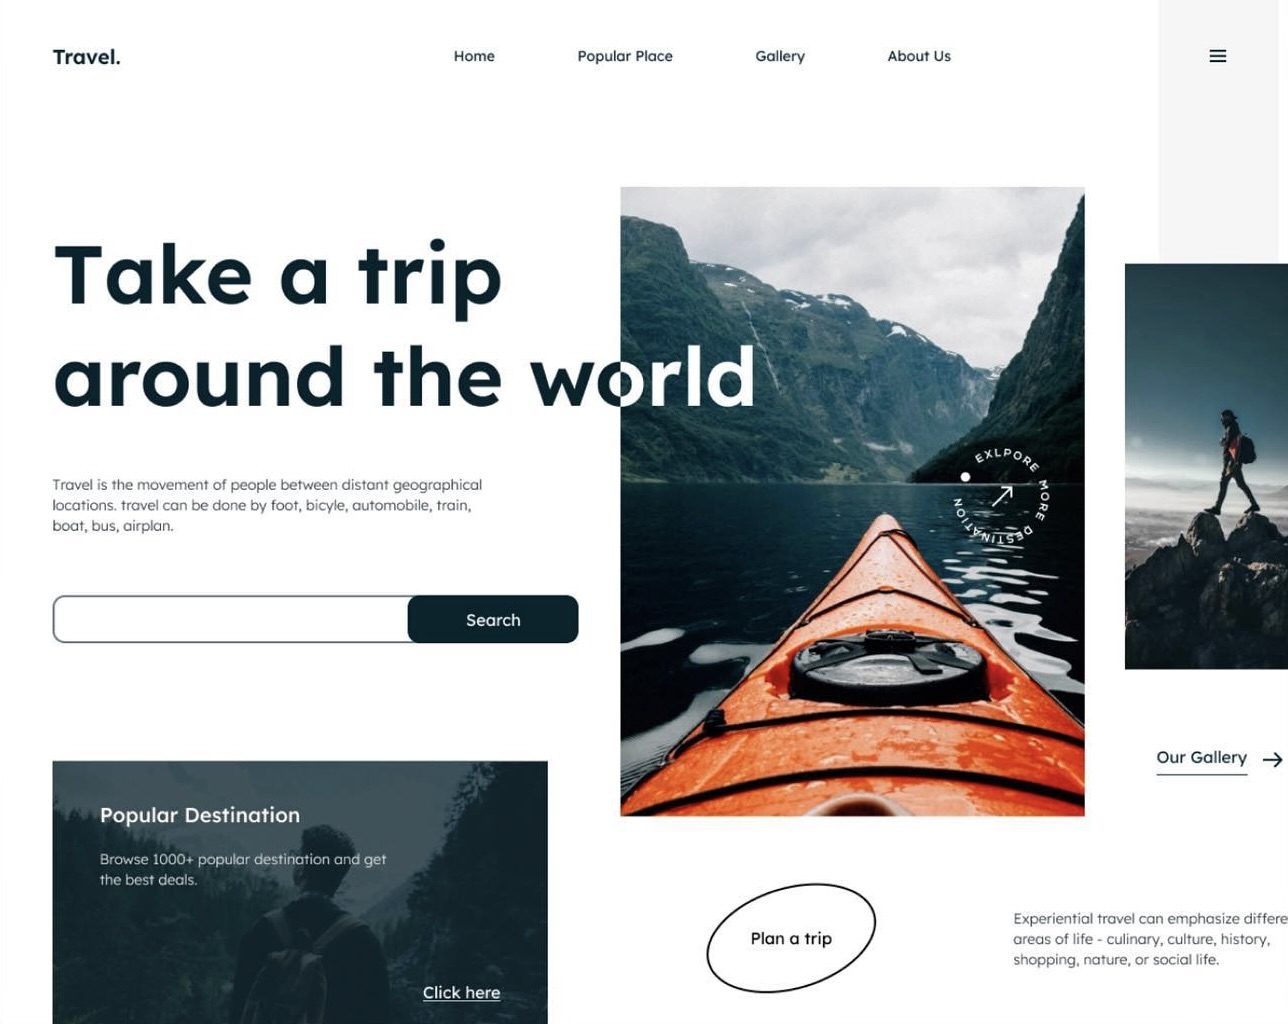 Travel.
Home
Popular Place
Gallery
About Us
Take a trip
around the world
Travel is the movement of people between distant geographical
locations. travel can be done by foot, bicyle, automobile, train,
boat, bus, airplan.
Search
EXLPORE MORE DESTINATION
Our Gallery
Popular Destination
Browse 1000+ popular destination and get
the best deals.
Click here
Plan a trip
Experiential travel can emphasize differe
areas of life - culinary, culture, history,
shopping, nature, or social life.